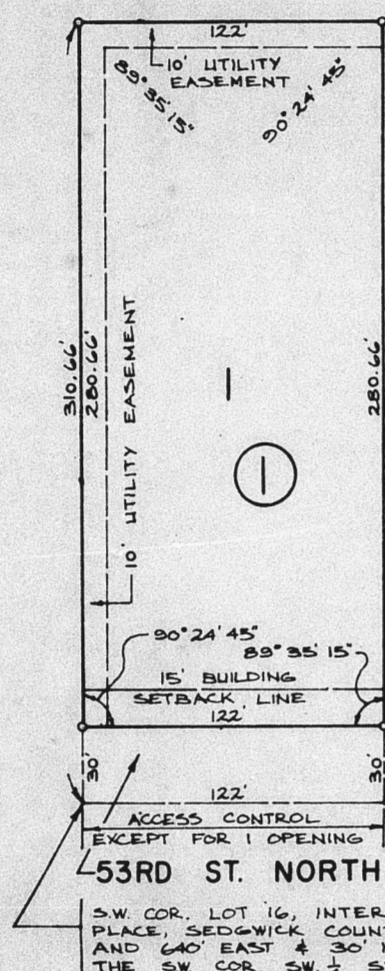 122'
10' UTILITY
EASEMENT
89° 35' 15"
90° 24' 45"
310.66'
280.66'
10' UTILITY EASEMENT
280.66'
1
1
90° 24' 45"
89° 35' 15"
15' BUILDING
SETBACK LINE
122'
30'
30'
122'
ACCESS CONTROL
EXCEPT FOR 1 OPENING
53RD ST. NORTH
S.W. COR. LOT 16, INTER
PLACE, SEDGWICK COUN
AND 640' EAST & 30'
THE SW COR SW ¼ S